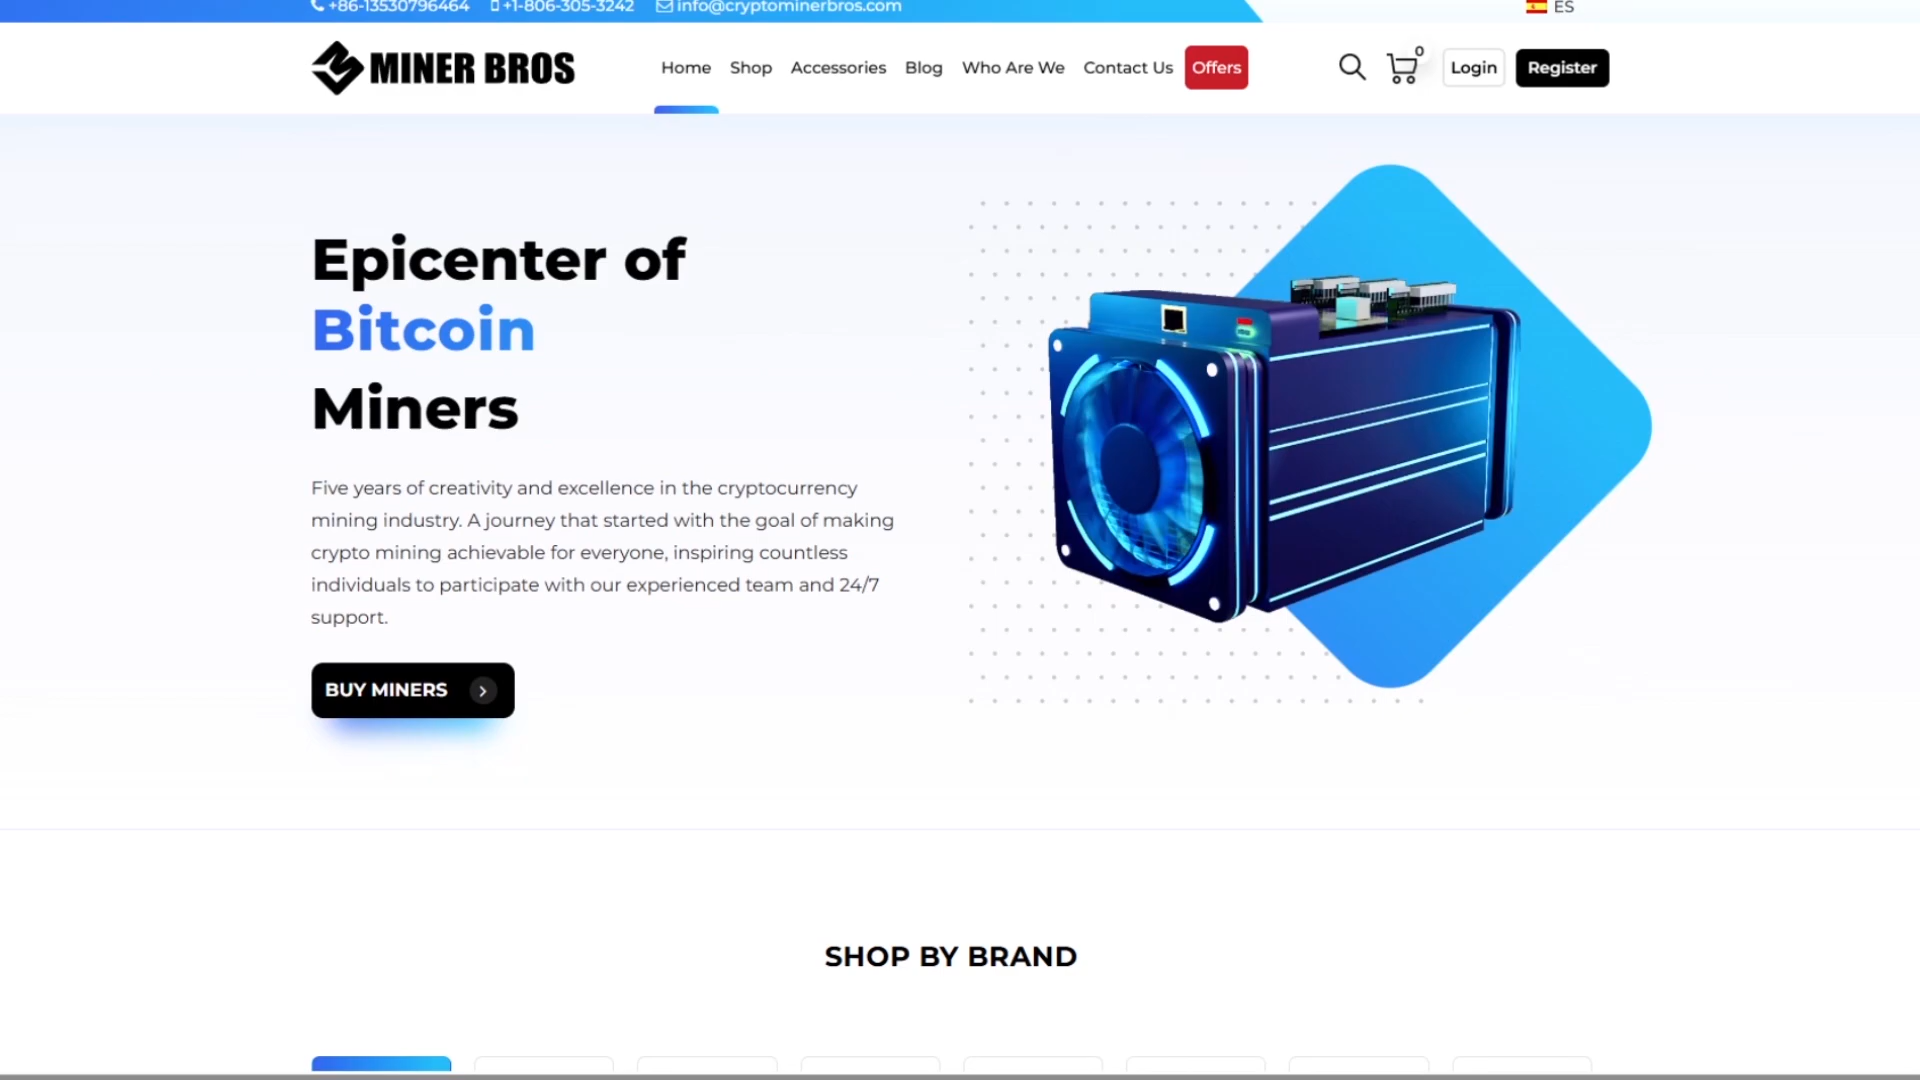 +86-13530796464 +1-806-305-3242 info@cryptominerbros.com ES
MINER BROS Home Shop Accessories Blog Who Are We Contact Us Offers 0 Login Register
Epicenter of
Bitcoin
Miners
Five years of creativity and excellence in the cryptocurrency
mining industry. A journey that started with the goal of making
crypto mining achievable for everyone, inspiring countless
individuals to participate with our experienced team and 24/7
support.
BUY MINERS
SHOP BY BRAND